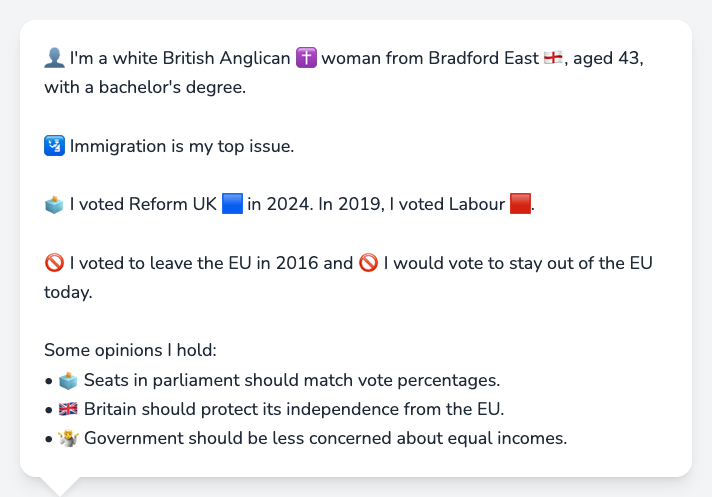 👤 I'm a white British Anglican ✝️ woman from Bradford East 🏴󠁧󠁢󠁥󠁮󠁧󠁿, aged 43,
with a bachelor's degree.
🛂 Immigration is my top issue.
🗳️ I voted Reform UK 🟦 in 2024. In 2019, I voted Labour 🟥.
🚫 I voted to leave the EU in 2016 and 🚫 I would vote to stay out of the EU
today.
Some opinions I hold:
• 🗳️ Seats in parliament should match vote percentages.
• 🇬🇧 Britain should protect its independence from the EU.
• 🤷 Government should be less concerned about equal incomes.